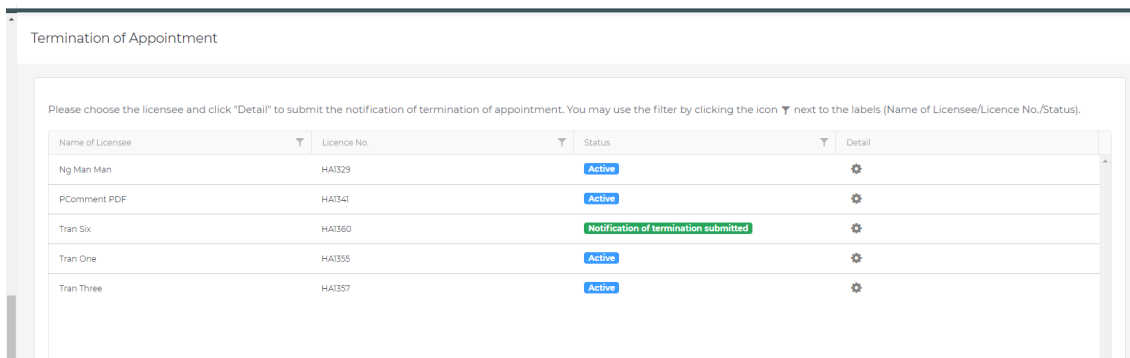 Termination of Appointment
Please choose the licensee and click "Detail" to submit the notification of termination of appointment. You may use the filter by clicking the icon next to the labels (Name of Licensee/Licence No./Status).
Name of Licensee Licence No. Status Detail
Ng Man Man HA1329 Active
PComment PDF HA1341 Active
Tran Six HA1360 Notification of termination submitted
Tran One HA1355 Active
Tran Three HA1357 Active